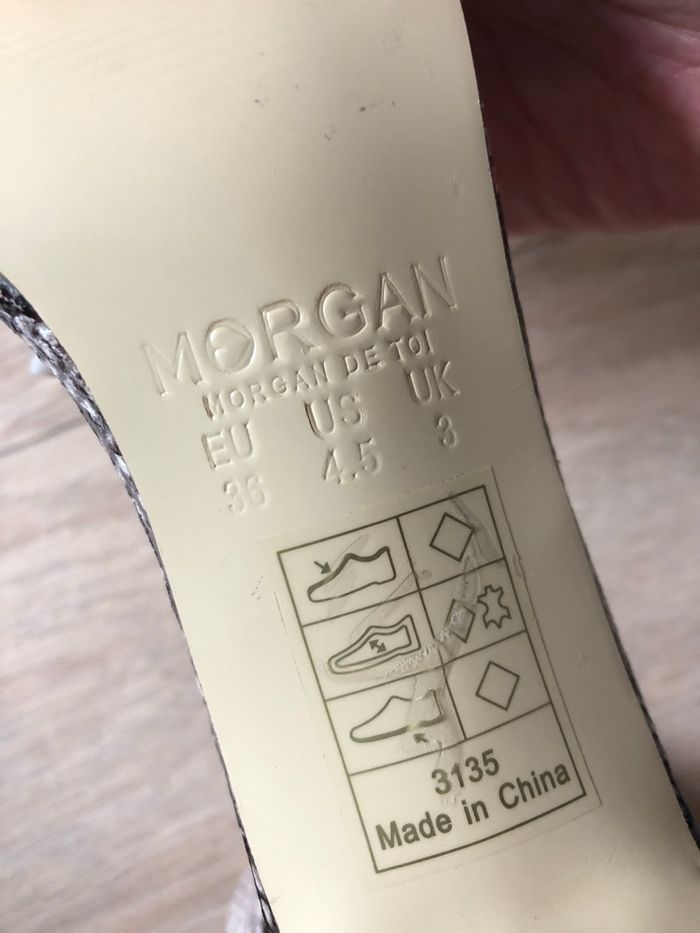 MORGAN
MORGAN DE TOI
EU US UK
36 4.5 3
3135
Made in China